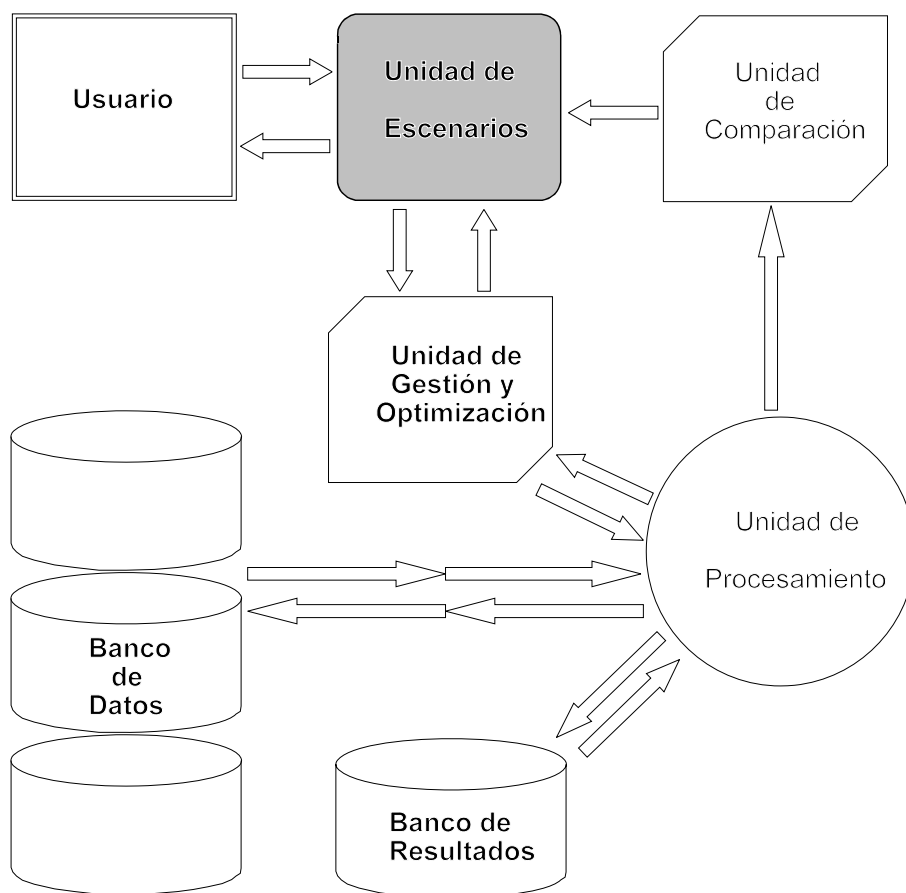 Usuario
Unidad de
Escenarios
Unidad
de
Comparación
Unidad de
Gestión y
Optimización
Unidad de
Procesamiento
Banco
de
Datos
Banco de
Resultados